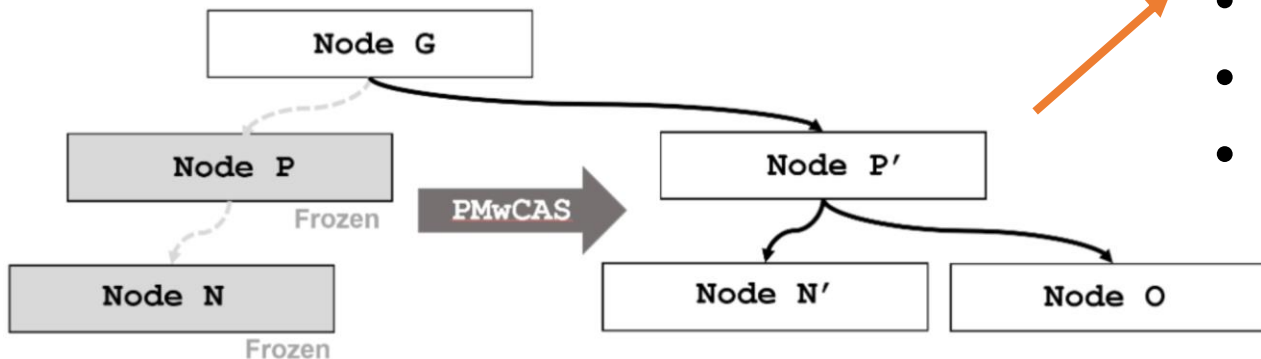 Node G
Node P
Frozen
PMwCAS
Node P′
Node N
Frozen
Node N′
Node O